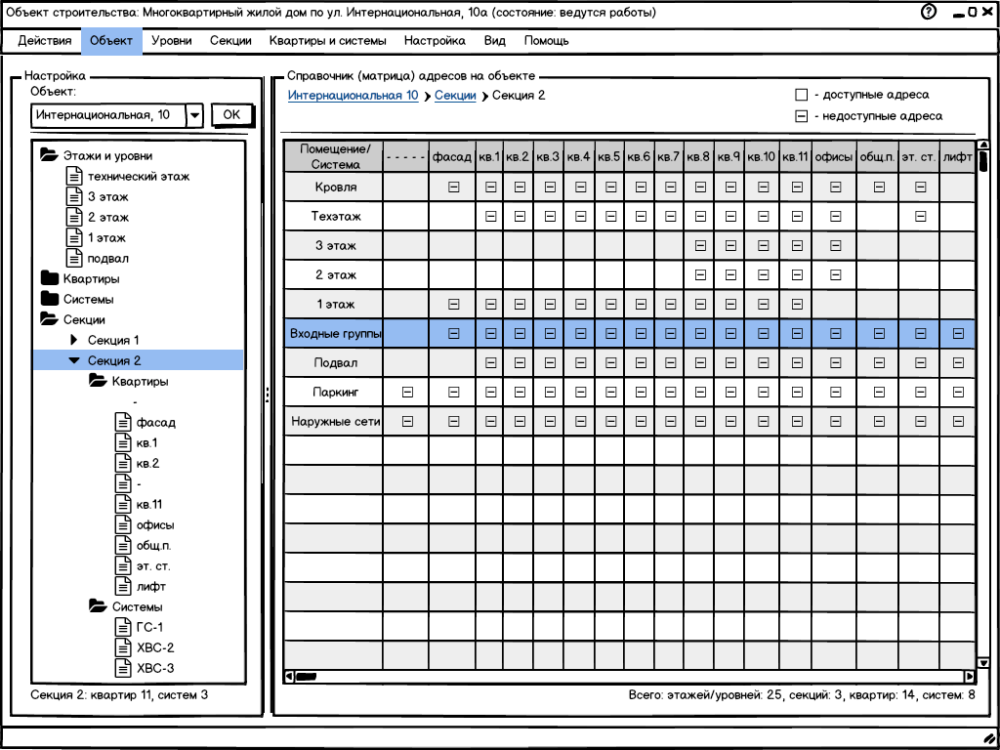 Объект строительства: Многоквартирный жилой дом по ул. Интернациональная, 10а (состояние: ведутся работы)
?
Действия Объект Уровни Секции Квартиры и системы Настройка Вид Помощь
Настройка
Объект:
Интернациональная, 10 OK
Этажи и уровни
технический этаж
3 этаж
2 этаж
1 этаж
подвал
Квартиры
Системы
Секции
Секция 1
Секция 2
Квартиры
-
фасад
кв.1
кв.2
-
кв.11
офисы
общ.п.
эт. ст.
лифт
Системы
ГС-1
ХВС-2
ХВС-3
Секция 2: квартир 11, систем 3
Справочник (матрица) адресов на объекте
Интернациональная 10 Секции Секция 2
- доступные адреса
- недоступные адреса
Помещение/
Система
- - - - - фасад кв.1 кв.2 кв.3 кв.4 кв.5 кв.6 кв.7 кв.8 кв.9 кв.10 кв.11 офисы общ.п. эт. ст. лифт
Кровля
Техэтаж
3 этаж
2 этаж
1 этаж
Входные группы
Подвал
Паркинг
Наружные сети
Всего: этажей/уровней: 25, секций: 3, квартир: 14, систем: 8